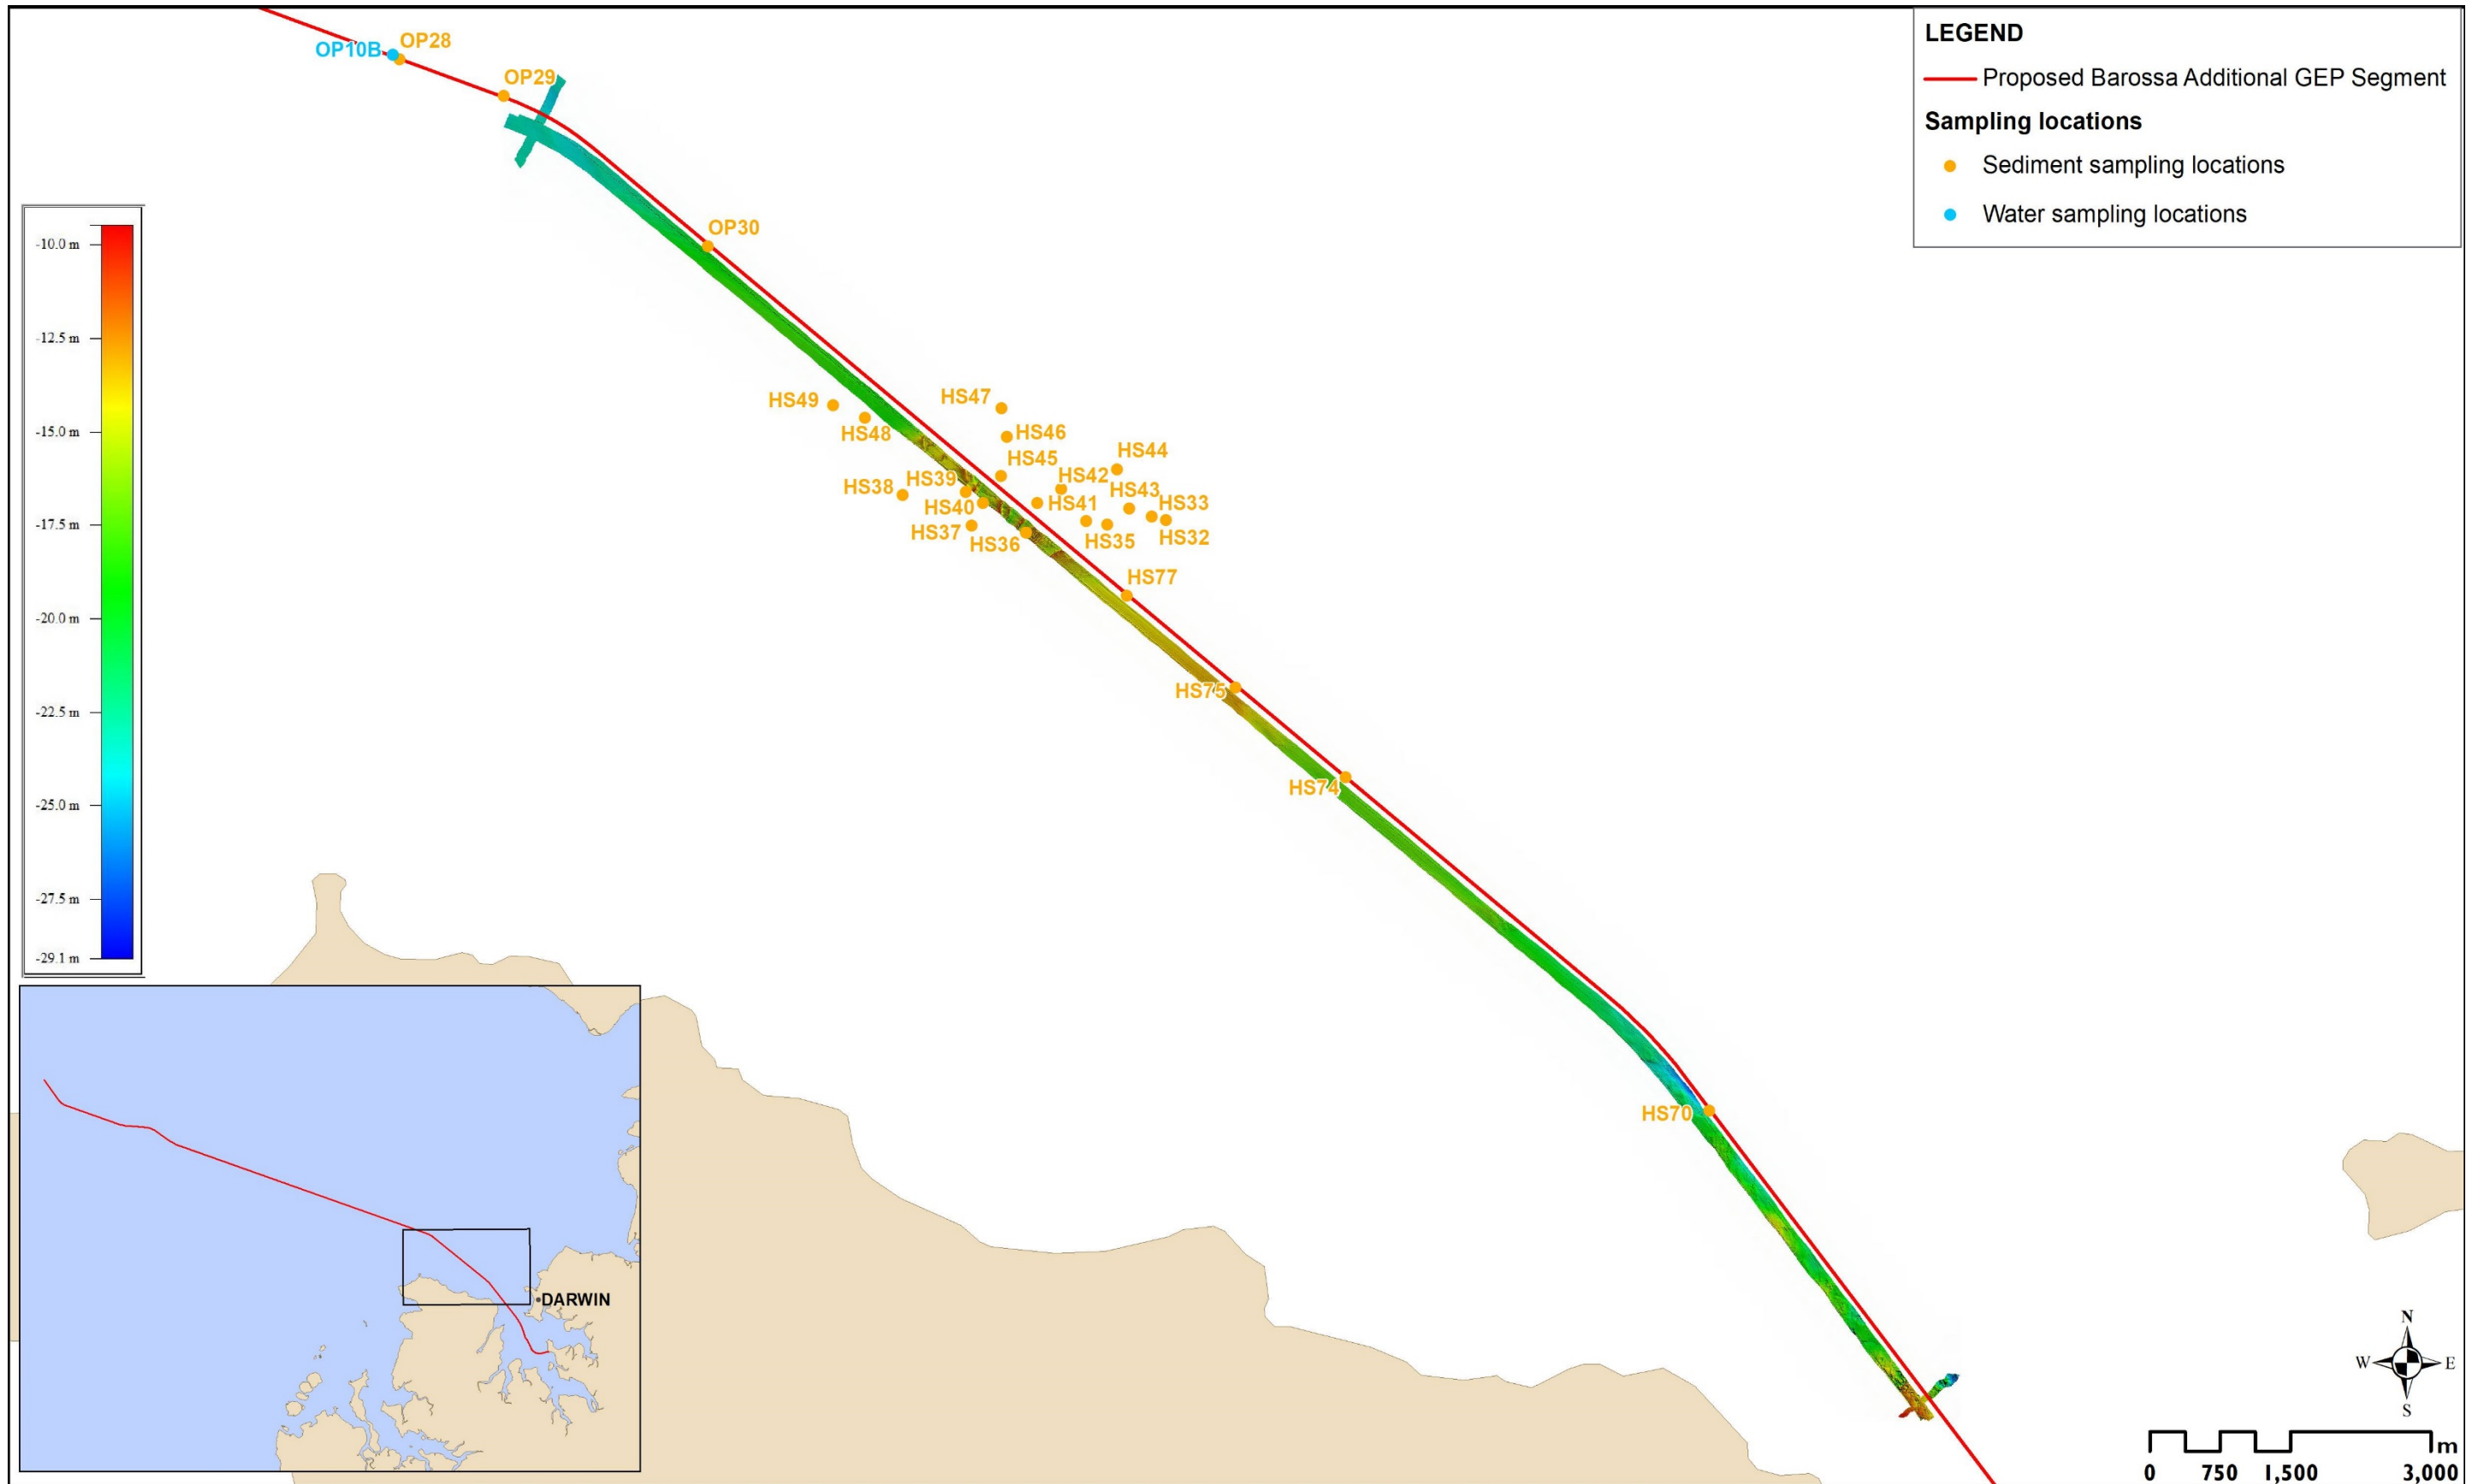 LEGEND
Proposed Barossa Additional GEP Segment
Sampling locations
Sediment sampling locations
Water sampling locations
OP10B
OP28
OP29
OP30
-10.0 m
-12.5 m
-15.0 m
-17.5 m
-20.0 m
-22.5 m
-25.0 m
-27.5 m
-29.1 m
HS49
HS48
HS47
HS46
HS45
HS44
HS42
HS43
HS33
HS38
HS39
HS40
HS41
HS37
HS36
HS35
HS32
HS77
HS75
HS74
HS70
DARWIN
N
W
E
S
m
0 750 1,500 3,000